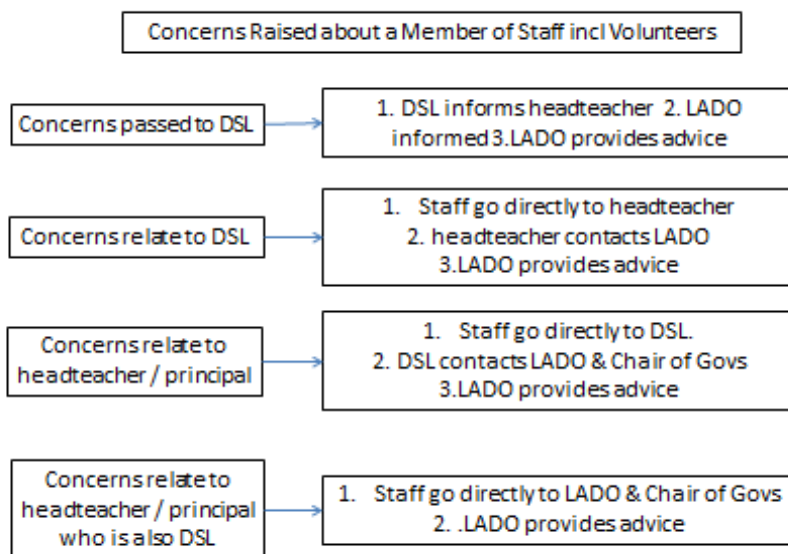 Concerns Raised about a Member of Staff incl Volunteers
Concerns passed to DSL
1. DSL informs headteacher 2. LADO
informed 3.LADO provides advice
Concerns relate to DSL
1. Staff go directly to headteacher
2. headteacher contacts LADO
3.LADO provides advice
Concerns relate to
headteacher / principal
1. Staff go directly to DSL.
2. DSL contacts LADO & Chair of Govs
3.LADO provides advice
Concerns relate to
headteacher / principal
who is also DSL
1. Staff go directly to LADO & Chair of Govs
2. .LADO provides advice